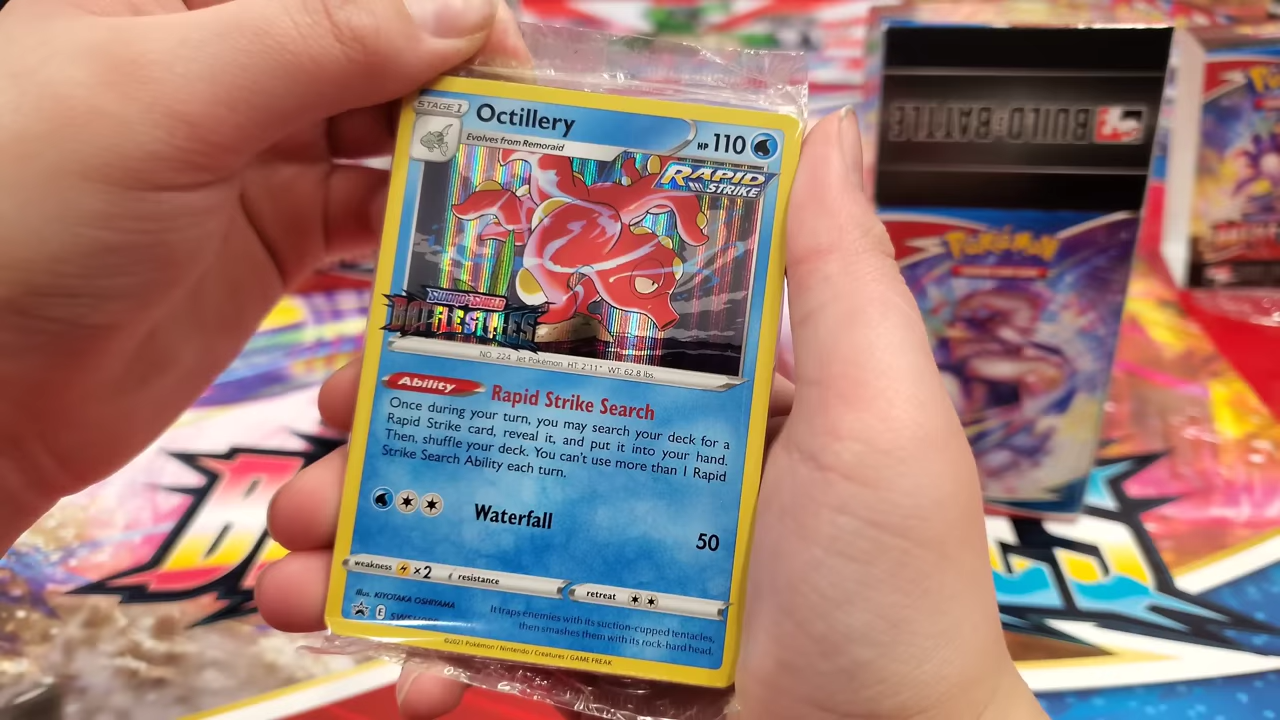 STAGE 1
Octillery
HP 110
Evolves from Remoraid
RAPID
STRIKE
SWORD & SHIELD
BATTLE STYLES
NO. 224 Jet Pokémon HT: 2'11" WT: 62.8 lbs.
Ability Rapid Strike Search
Once during your turn, you may search your deck for a
Rapid Strike card, reveal it, and put it into your hand.
Then, shuffle your deck. You can't use more than 1 Rapid
Strike Search Ability each turn.
Waterfall 50
weakness ×2 resistance retreat
Illus. KIYOTAKA OSHIYAMA
E
It traps enemies with its suction-cupped tentacles,
then smashes them with its rock-hard head.
©2021 Pokémon / Nintendo / Creatures / GAME FREAK
BUILD & BATTLE
Pokémon